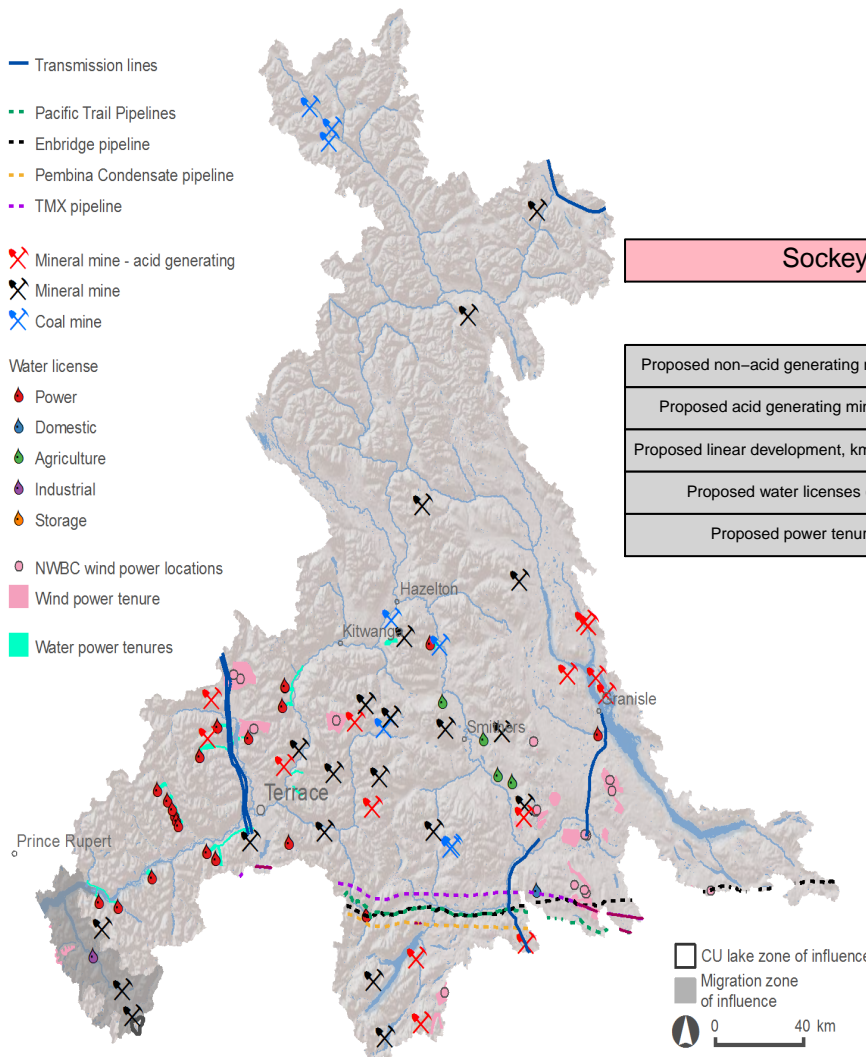 Transmission lines
Pacific Trail Pipelines
Enbridge pipeline
Pembina Condensate pipeline
TMX pipeline
Mineral mine - acid generating
Mineral mine
Coal mine
Water license
Power
Domestic
Agriculture
Industrial
Storage
NWBC wind power locations
Wind power tenure
Water power tenures
Sockey
Proposed non−acid generating
Proposed acid generating
Proposed linear development,
Proposed water licenses
Proposed power
Hazelton
Kitwanga
Granisle
Smithers
Terrace
Prince Rupert
CU lake zone of influence
Migration zone
of influence
0 40 km